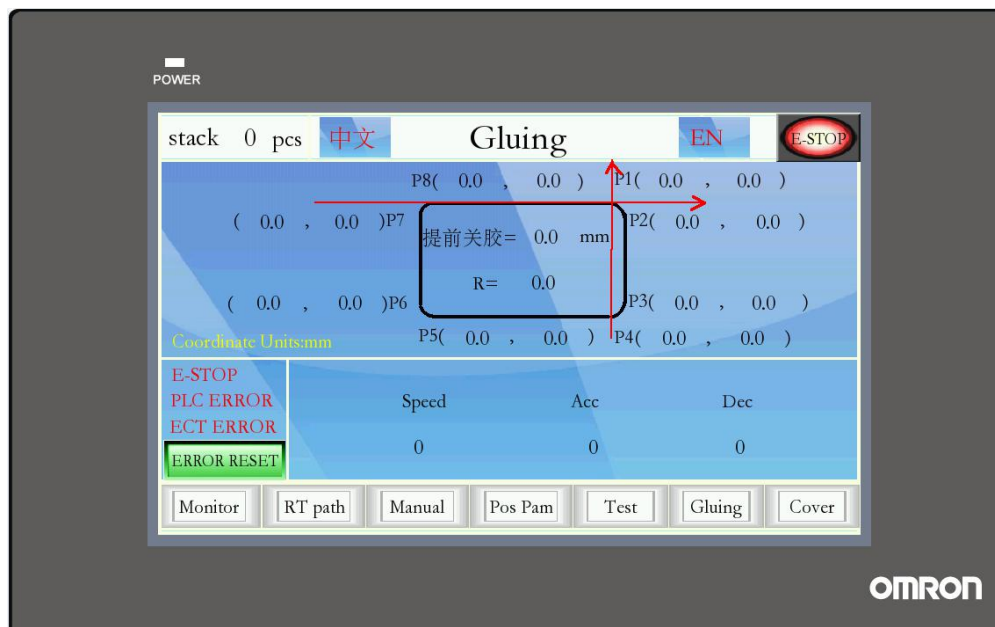 POWER
stack 0 pcs 中文 Gluing EN E-STOP
P8( 0.0 , 0.0 ) P1( 0.0 , 0.0 )
( 0.0 , 0.0 )P7 P2( 0.0 , 0.0 )
提前关胶= 0.0 mm
R= 0.0
( 0.0 , 0.0 )P6 P3( 0.0 , 0.0 )
P5( 0.0 , 0.0 ) P4( 0.0 , 0.0 )
Coordinate Units:mm
E-STOP
PLC ERROR
ECT ERROR
ERROR RESET
Speed Acc Dec
0 0 0
Monitor RT path Manual Pos Pam Test Gluing Cover
OMRON